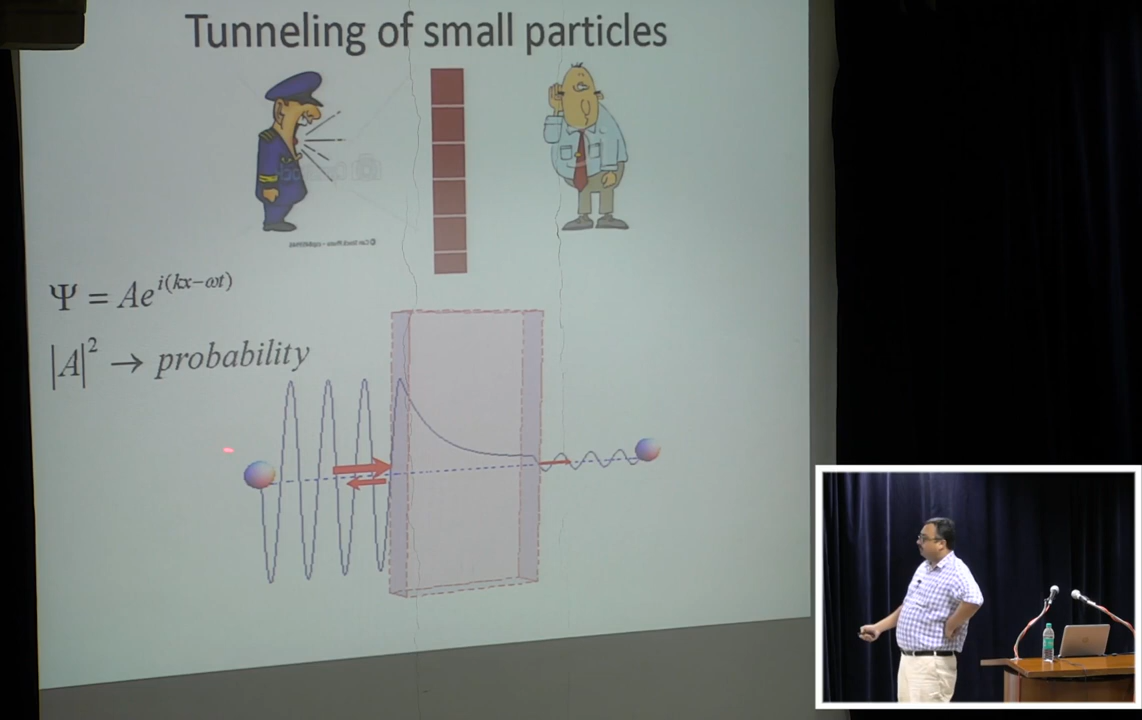 Tunneling of small particles
Ψ = Ae^{i(kx−ωt)}
|A|² → probability